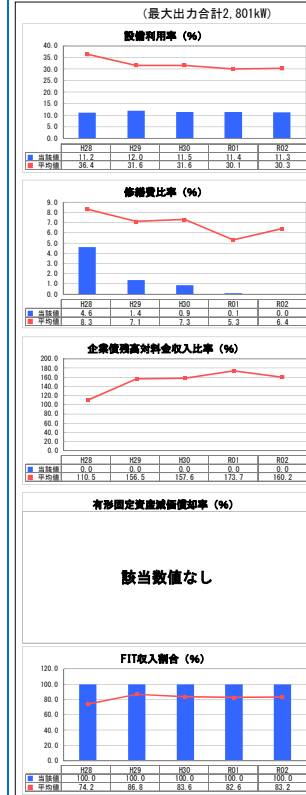 (最大出力合計2,801kW)
設備利用率（%）
40.0
35.0
30.0
25.0
20.0
15.0
10.0
5.0
0.0
H28 H29 H30 R01 R02
当該値 11.2 12.0 11.5 11.4 11.3
平均値 36.4 31.6 31.6 30.1 30.3
修繕費比率（%）
9.0
8.0
7.0
6.0
5.0
4.0
3.0
2.0
1.0
0.0
H28 H29 H30 R01 R02
当該値 4.6 1.4 0.9 0.1 0.0
平均値 8.3 7.1 7.3 5.3 6.4
企業債残高対料金収入比率（%）
200.0
180.0
160.0
140.0
120.0
100.0
80.0
60.0
40.0
20.0
0.0
H28 H29 H30 R01 R02
当該値 0.0 0.0 0.0 0.0 0.0
平均値 110.5 156.5 157.6 173.7 160.2
有形固定資産減価償却率（%）
該当数値なし
FIT収入割合（%）
120.0
100.0
80.0
60.0
40.0
20.0
0.0
H28 H29 H30 R01 R02
当該値 100.0 100.0 100.0 100.0 100.0
平均値 74.2 86.8 83.6 82.6 83.2